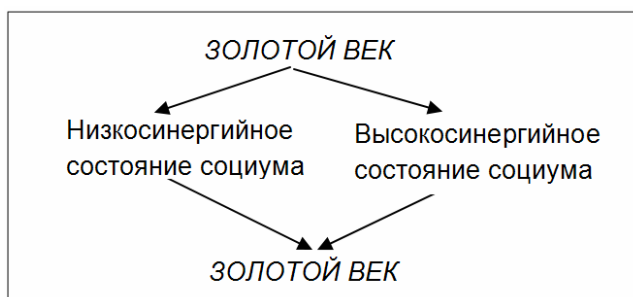 ЗОЛОТОЙ ВЕК
Низкосинергийное
состояние социума
Высокосинергийное
состояние социума
ЗОЛОТОЙ ВЕК